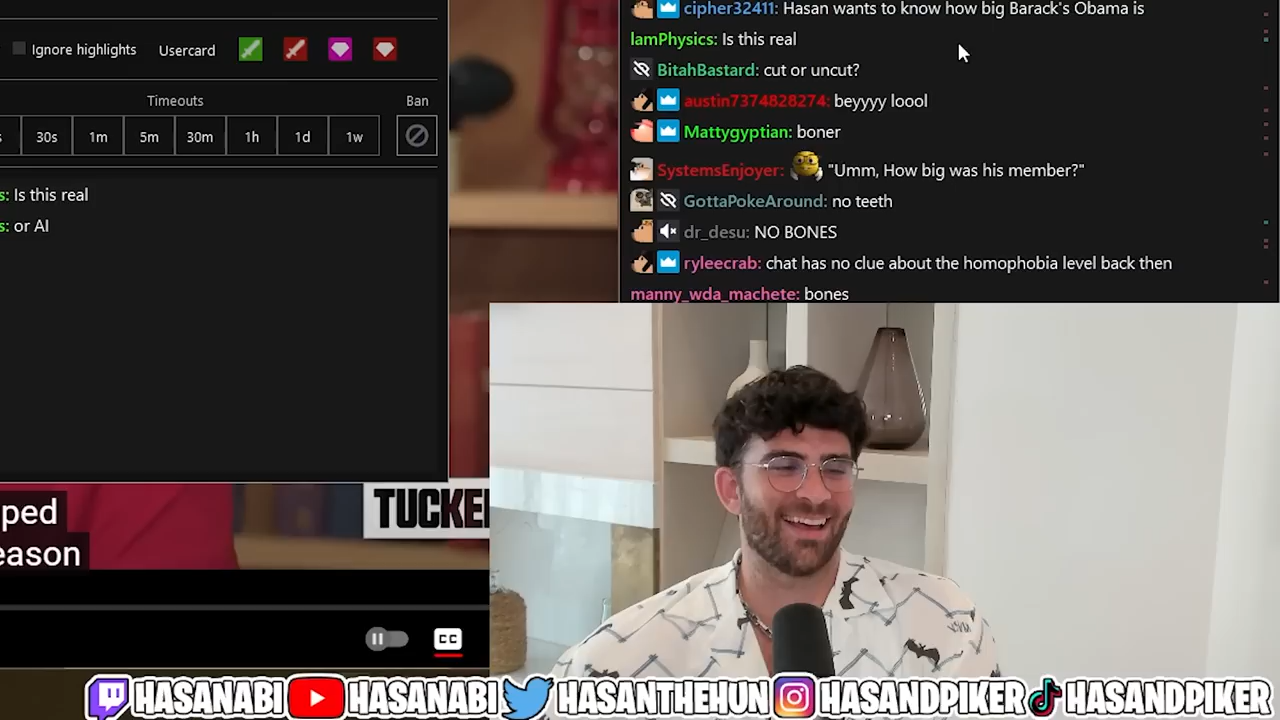 Ignore highlights
Usercard
Timeouts
Ban
s
30s
1m
5m
30m
1h
1d
1w
s: Is this real
s: or AI
cipher32411: Hasan wants to know how big Barack's Obama is
IamPhysics: Is this real
BitahBastard: cut or uncut?
austin7374828274: beyyyy loool
Mattygyptian: boner
SystemsEnjoyer: "Umm, How big was his member?"
GottaPokeAround: no teeth
dr_desu: NO BONES
ryleecrab: chat has no clue about the homophobia level back then
manny_wda_machete: bones
ped
eason
TUCKER
CC
HASANABI
HASANABI
HASANTHEHUN
HASANDPIKER
HASANDPIKER